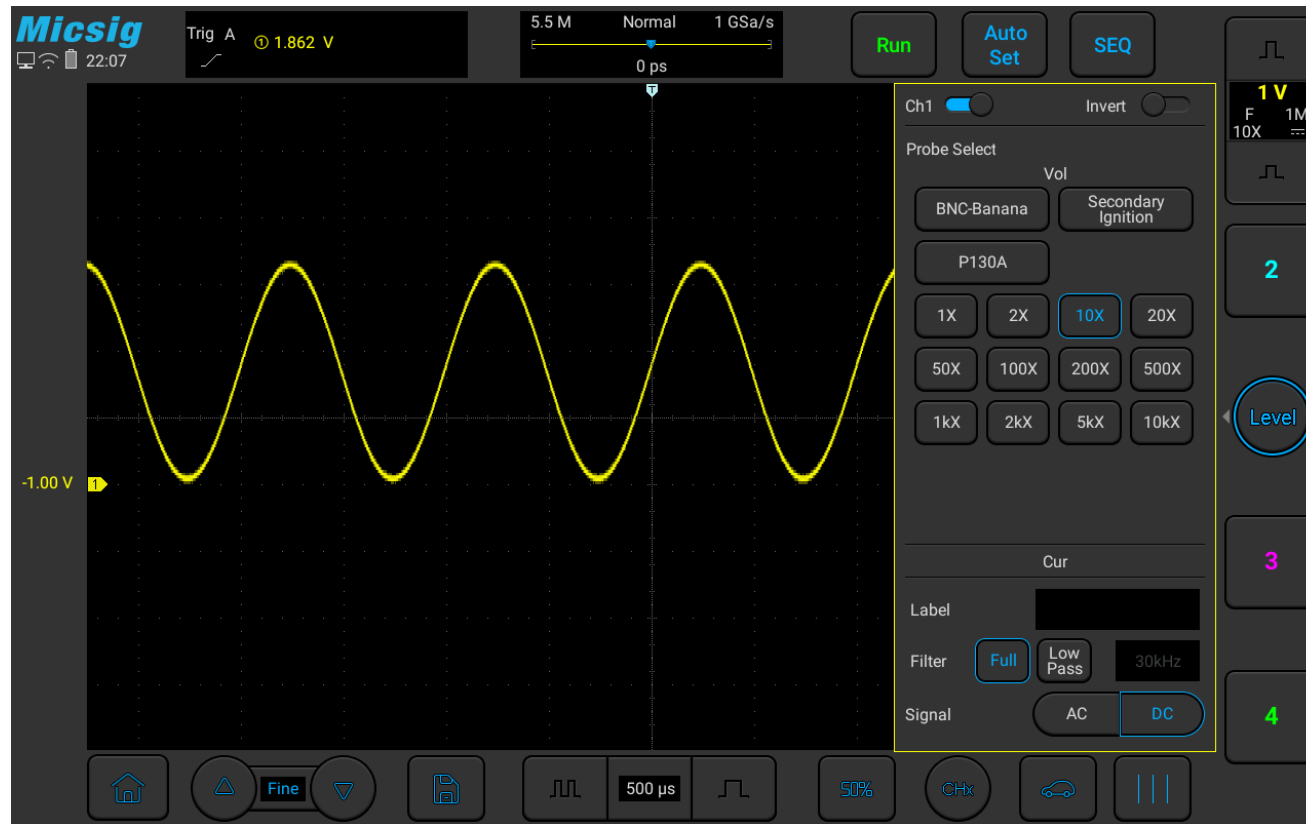 Micsig
22:07
Trig A ① 1.862 V
5.5 M Normal 1 GSa/s
T
0 ps
Run
Auto
Set
SEQ
Ch1
Invert
Probe Select
Vol
BNC-Banana
Secondary
Ignition
P130A
1X 2X 10X 20X
50X 100X 200X 500X
1kX 2kX 5kX 10kX
Cur
Label
Filter Full Low
Pass 30kHz
Signal AC DC
1 V
F 1M
10X
2
Level
3
4
-1.00 V 1
Fine
500 µs
50%
CHx